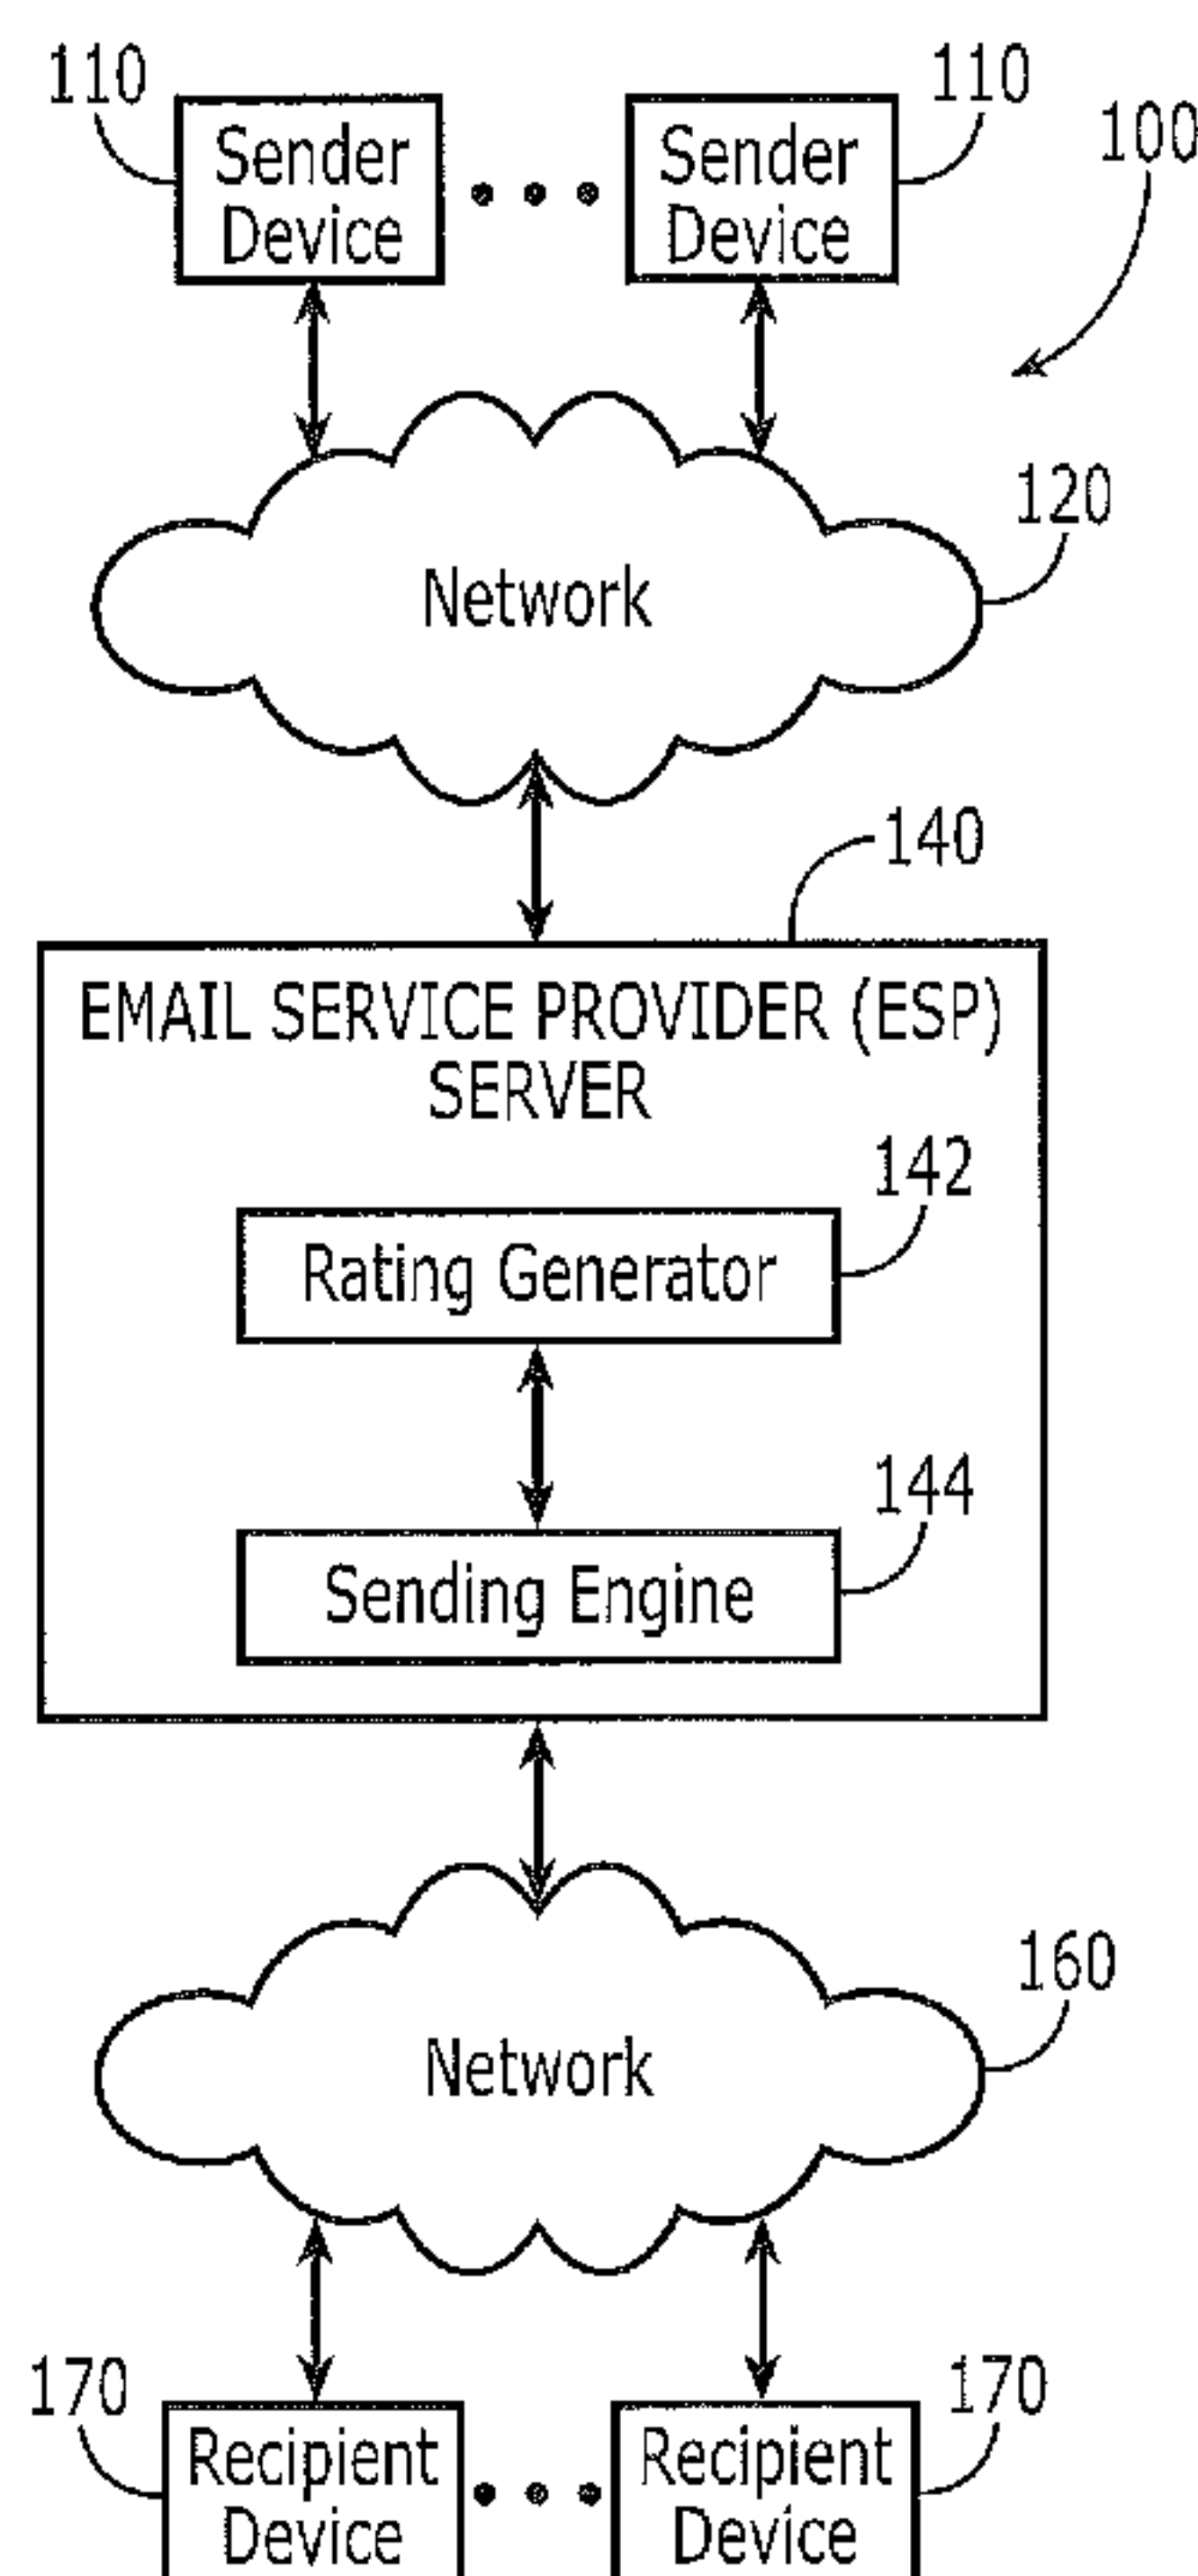 110
110
100
Sender
Device
Sender
Device
120
Network
140
EMAIL SERVICE PROVIDER (ESP)
SERVER
142
Rating Generator
144
Sending Engine
160
Network
170
170
Recipient
Device
Recipient
Device